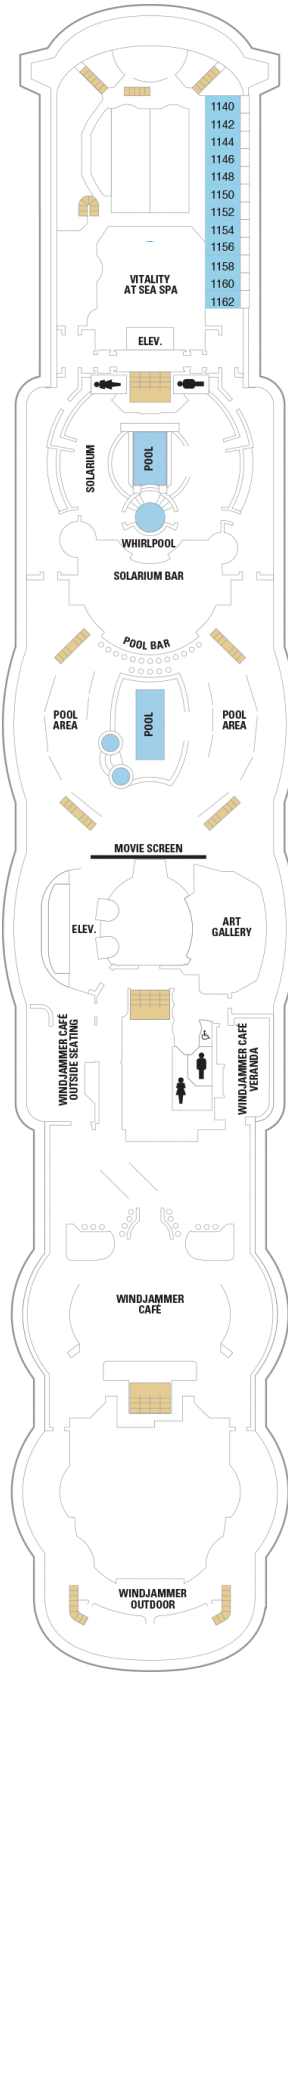 1140
1142
1144
1146
1148
1150
1152
1154
1156
1158
1160
1162
VITALITY
AT SEA SPA
ELEV.
SOLARIUM
POOL
WHIRLPOOL
SOLARIUM BAR
POOL BAR
POOL
AREA
POOL
POOL
AREA
MOVIE SCREEN
ELEV.
ART
GALLERY
WINDJAMMER CAFÉ
OUTSIDE SEATING
WINDJAMMER CAFÉ
VERANDA
WINDJAMMER
CAFÉ
WINDJAMMER
OUTDOOR